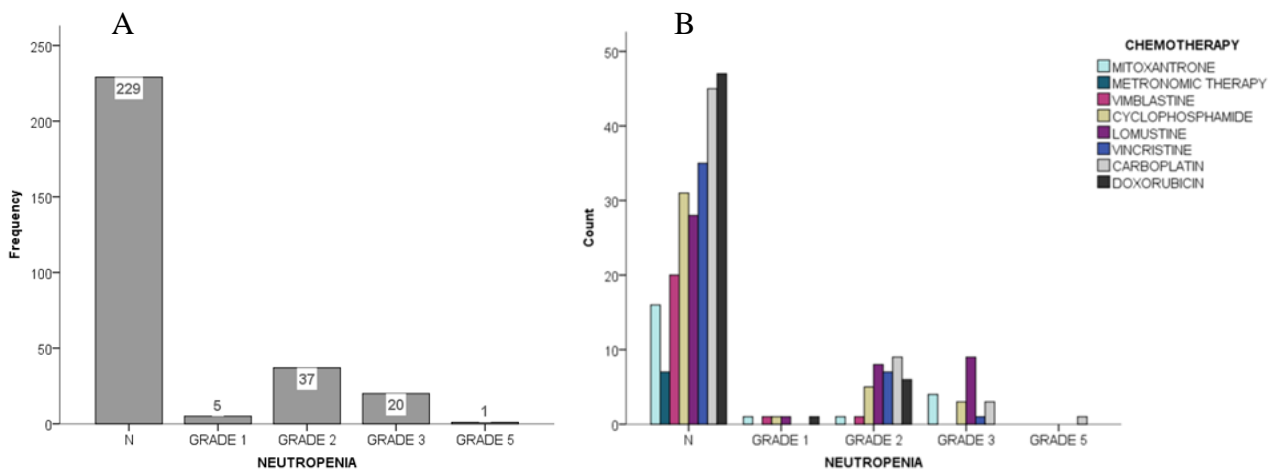 A
250
200
150
100
50
0
Frequency
229
5
37
20
1
N GRADE 1 GRADE 2 GRADE 3 GRADE 5
NEUTROPENIA
B
50
40
30
20
10
0
Count
N GRADE 1 GRADE 2 GRADE 3 GRADE 5
NEUTROPENIA
CHEMOTHERAPY
MITOXANTRONE
METRONOMIC THERAPY
VIMBLASTINE
CYCLOPHOSPHAMIDE
LOMUSTINE
VINCRISTINE
CARBOPLATIN
DOXORUBICIN